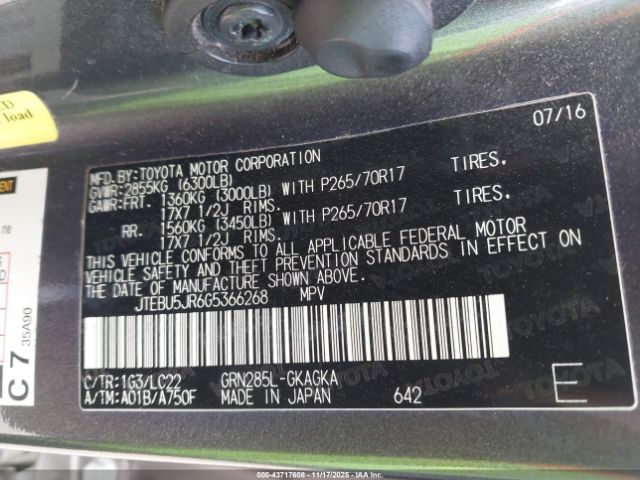 07/16
MFD.BY:TOYOTA MOTOR CORPORATION
GVWR:2855KG (6300LB)
GAWR:FRT. 1360KG (3000LB) WITH P265/70R17 TIRES,
17X7 1/2J RIMS.
RR. 1560KG (3450LB) WITH P265/70R17 TIRES,
17X7 1/2J RIMS.
THIS VEHICLE CONFORMS TO ALL APPLICABLE FEDERAL MOTOR
VEHICLE SAFETY AND THEFT PREVENTION STANDARDS IN EFFECT ON
THE DATE OF MANUFACTURE SHOWN ABOVE.
JTEBU5JR6G5366268 MPV
C/TR:1G3/LC22 GRN285L-GKAGKA
A/TM:A01B/A750F MADE IN JAPAN 642 E
load
C 7 35A90
000-43717608 - 11/17/2025 - IAAI PHOTO